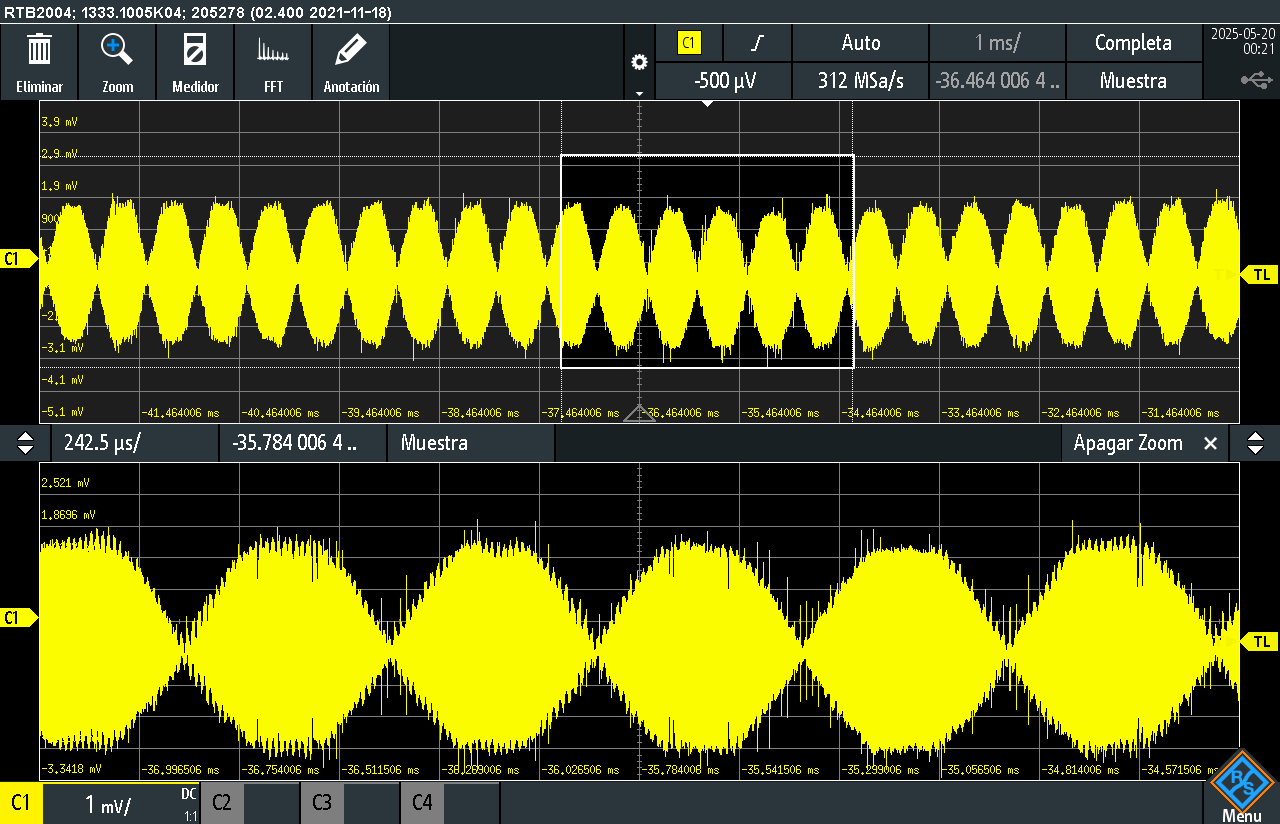 RTB2004; 1333.1005K04; 205278 (02.400 2021-11-18)
Eliminar
Zoom
Medidor
FFT
Anotación
C1
Auto
1 ms/
Completa
2025-05-20
00:21
-500 µV
312 MSa/s
-36.464 006 4 ..
Muestra
3.9 mV
2.9 mV
1.9 mV
900
C1
TL
-2.
-3.1 mV
-4.1 mV
-5.1 mV
-41.464006 ms
-40.464006 ms
-39.464006 ms
-38.464006 ms
-37.464006 ms
-36.464006 ms
-35.464006 ms
-34.464006 ms
-33.464006 ms
-32.464006 ms
-31.464006 ms
242.5 µs/
-35.784 006 4 ..
Muestra
Apagar Zoom
2.521 mV
1.8696 mV
C1
TL
-3.3418 mV
-36.996506 ms
-36.754006 ms
-36.511506 ms
-36.269006 ms
-36.026506 ms
-35.784006 ms
-35.541506 ms
-35.299006 ms
-35.056506 ms
-34.814006 ms
-34.571506 ms
C1
1 mV/
DC
1:1
C2
C3
C4
R&S
Menu